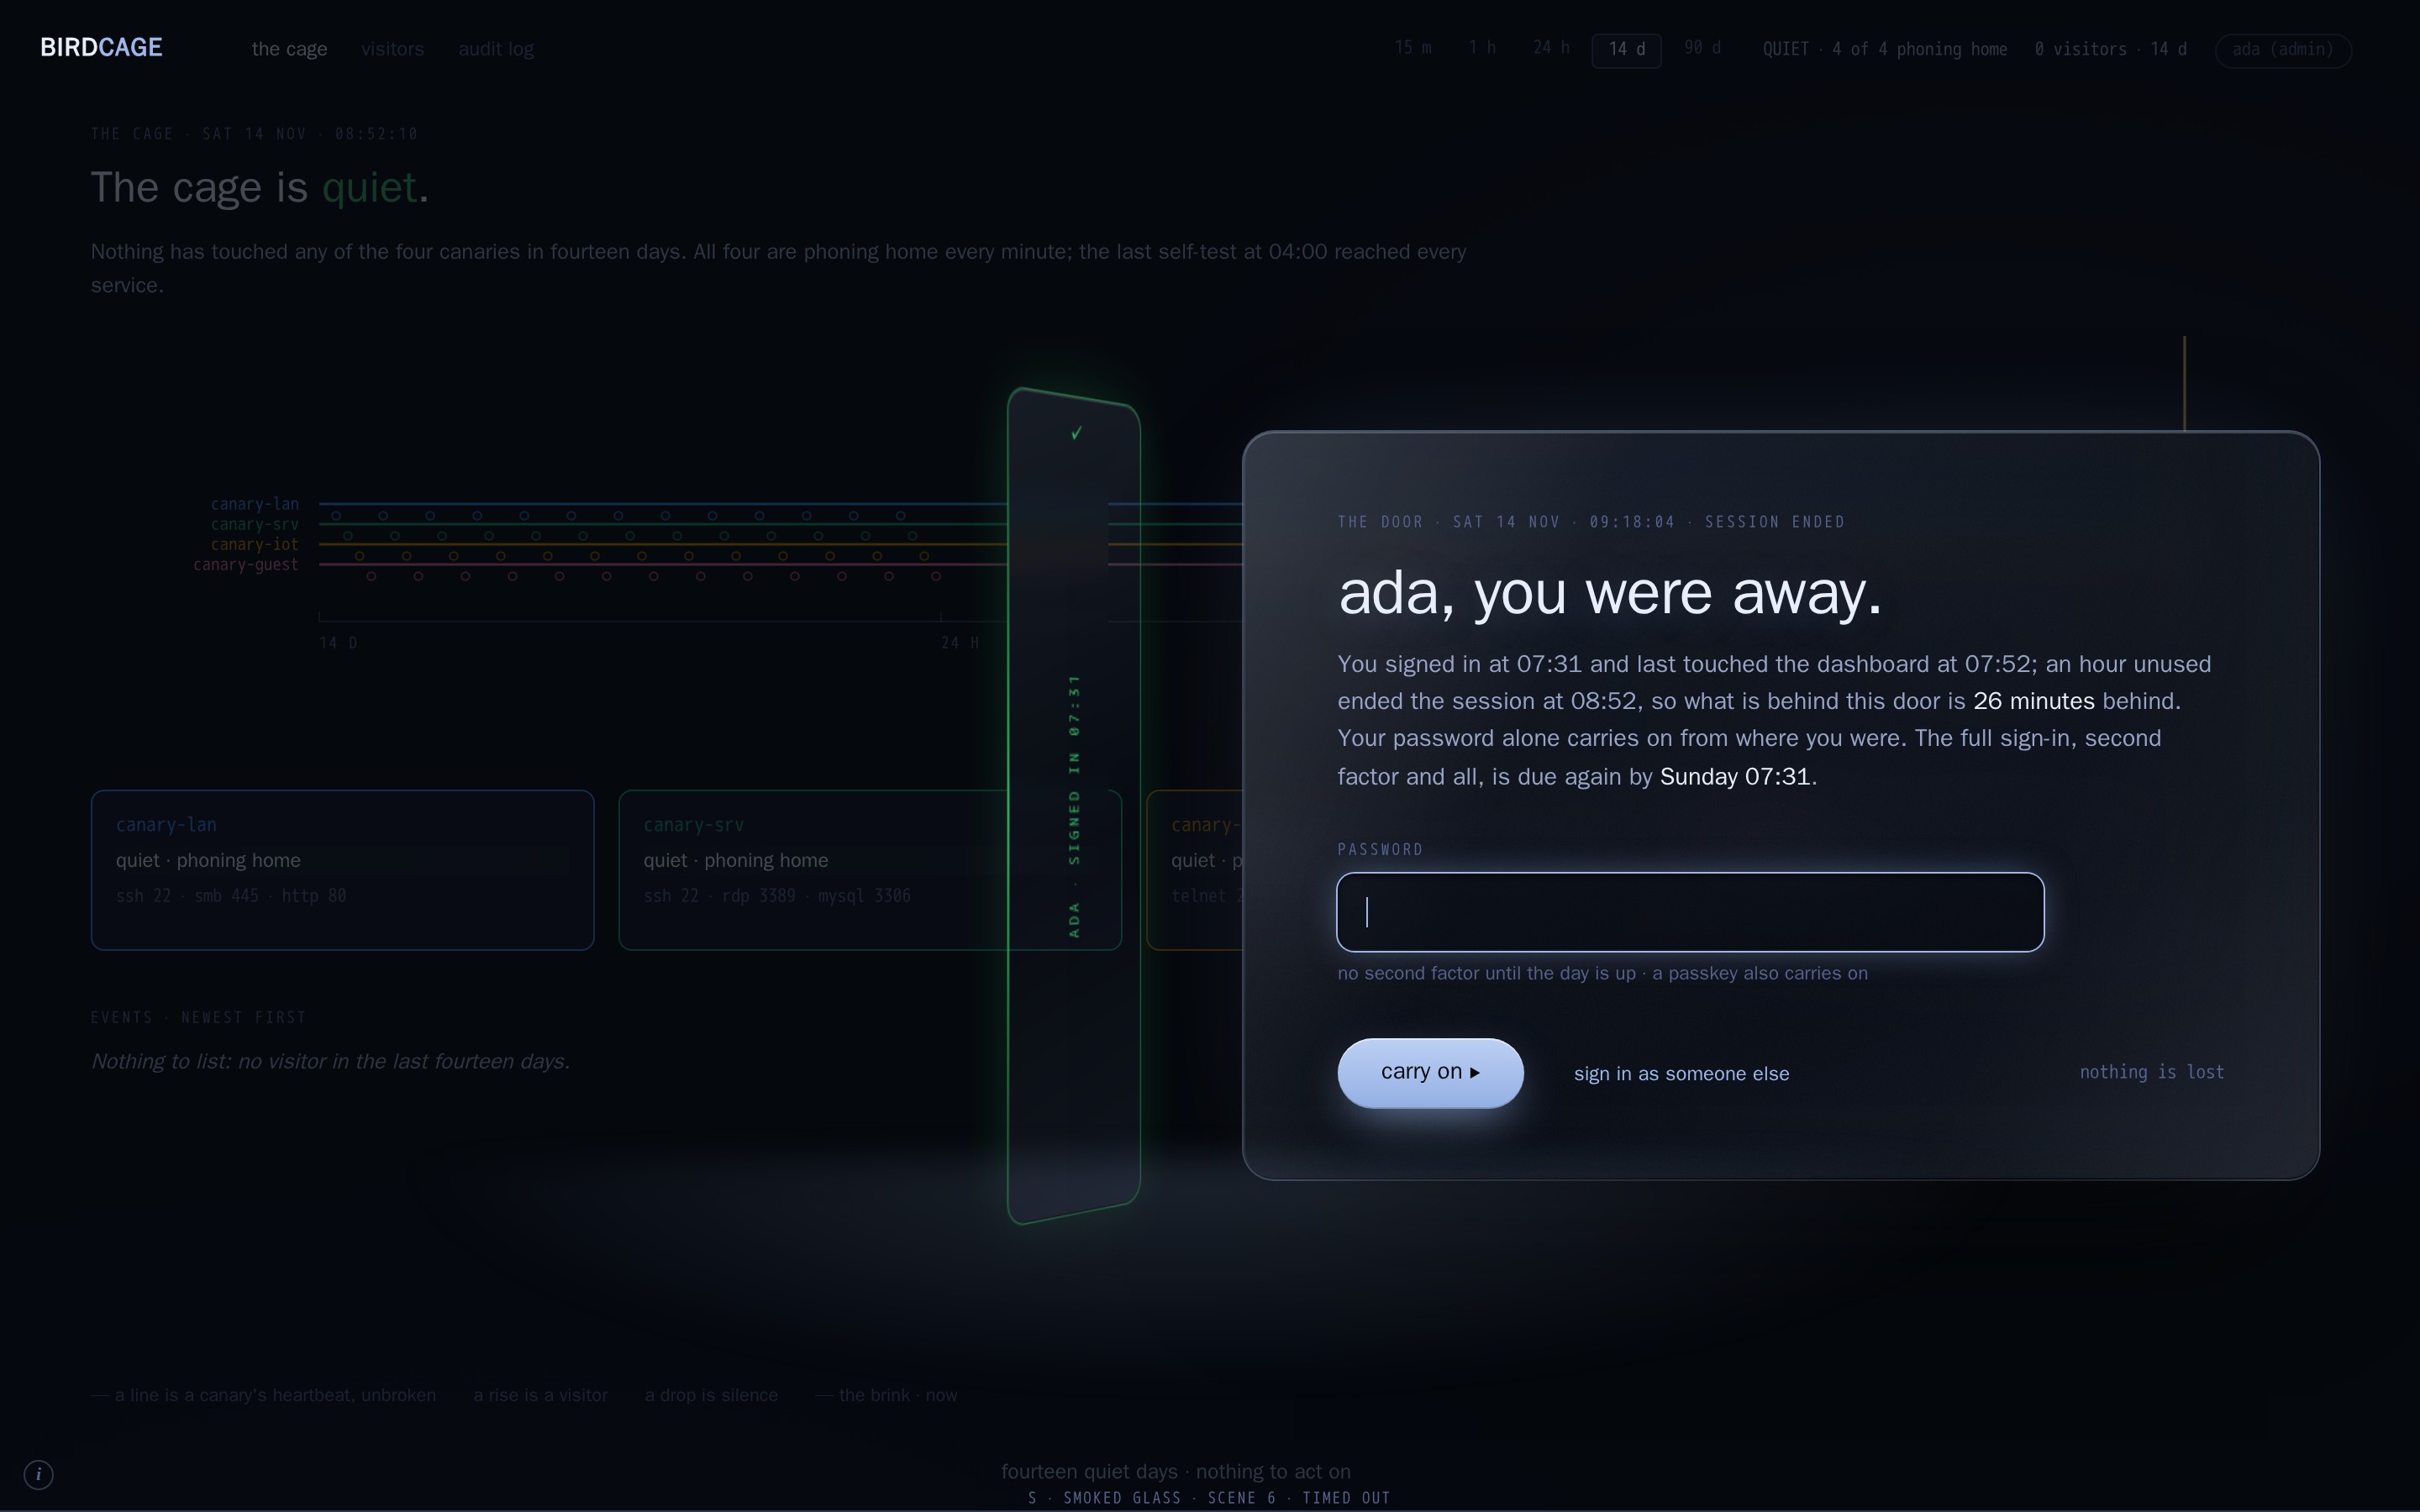 BIRDCAGE the cage visitors audit log 15 m 1 h 24 h 14 d 90 d QUIET · 4 of 4 phoning home 0 visitors · 14 d ada (admin)
THE CAGE · SAT 14 NOV · 08:52:10
The cage is quiet.
Nothing has touched any of the four canaries in fourteen days. All four are phoning home every minute; the last self-test at 04:00 reached every
service.
canary-lan
canary-srv
canary-iot
canary-guest
14 D 24 H
✓
ADA · SIGNED IN 07:31
canary-lan
quiet · phoning home
ssh 22 · smb 445 · http 80
canary-srv
quiet · phoning home
ssh 22 · rdp 3389 · mysql 3306
canary-
quiet · p
telnet 2
EVENTS · NEWEST FIRST
Nothing to list: no visitor in the last fourteen days.
THE DOOR · SAT 14 NOV · 09:18:04 · SESSION ENDED
ada, you were away.
You signed in at 07:31 and last touched the dashboard at 07:52; an hour unused
ended the session at 08:52, so what is behind this door is 26 minutes behind.
Your password alone carries on from where you were. The full sign-in, second
factor and all, is due again by Sunday 07:31.
PASSWORD
no second factor until the day is up · a passkey also carries on
carry on ▸ sign in as someone else nothing is lost
— a line is a canary's heartbeat, unbroken a rise is a visitor a drop is silence — the brink · now
i
fourteen quiet days · nothing to act on
S · SMOKED GLASS · SCENE 6 · TIMED OUT